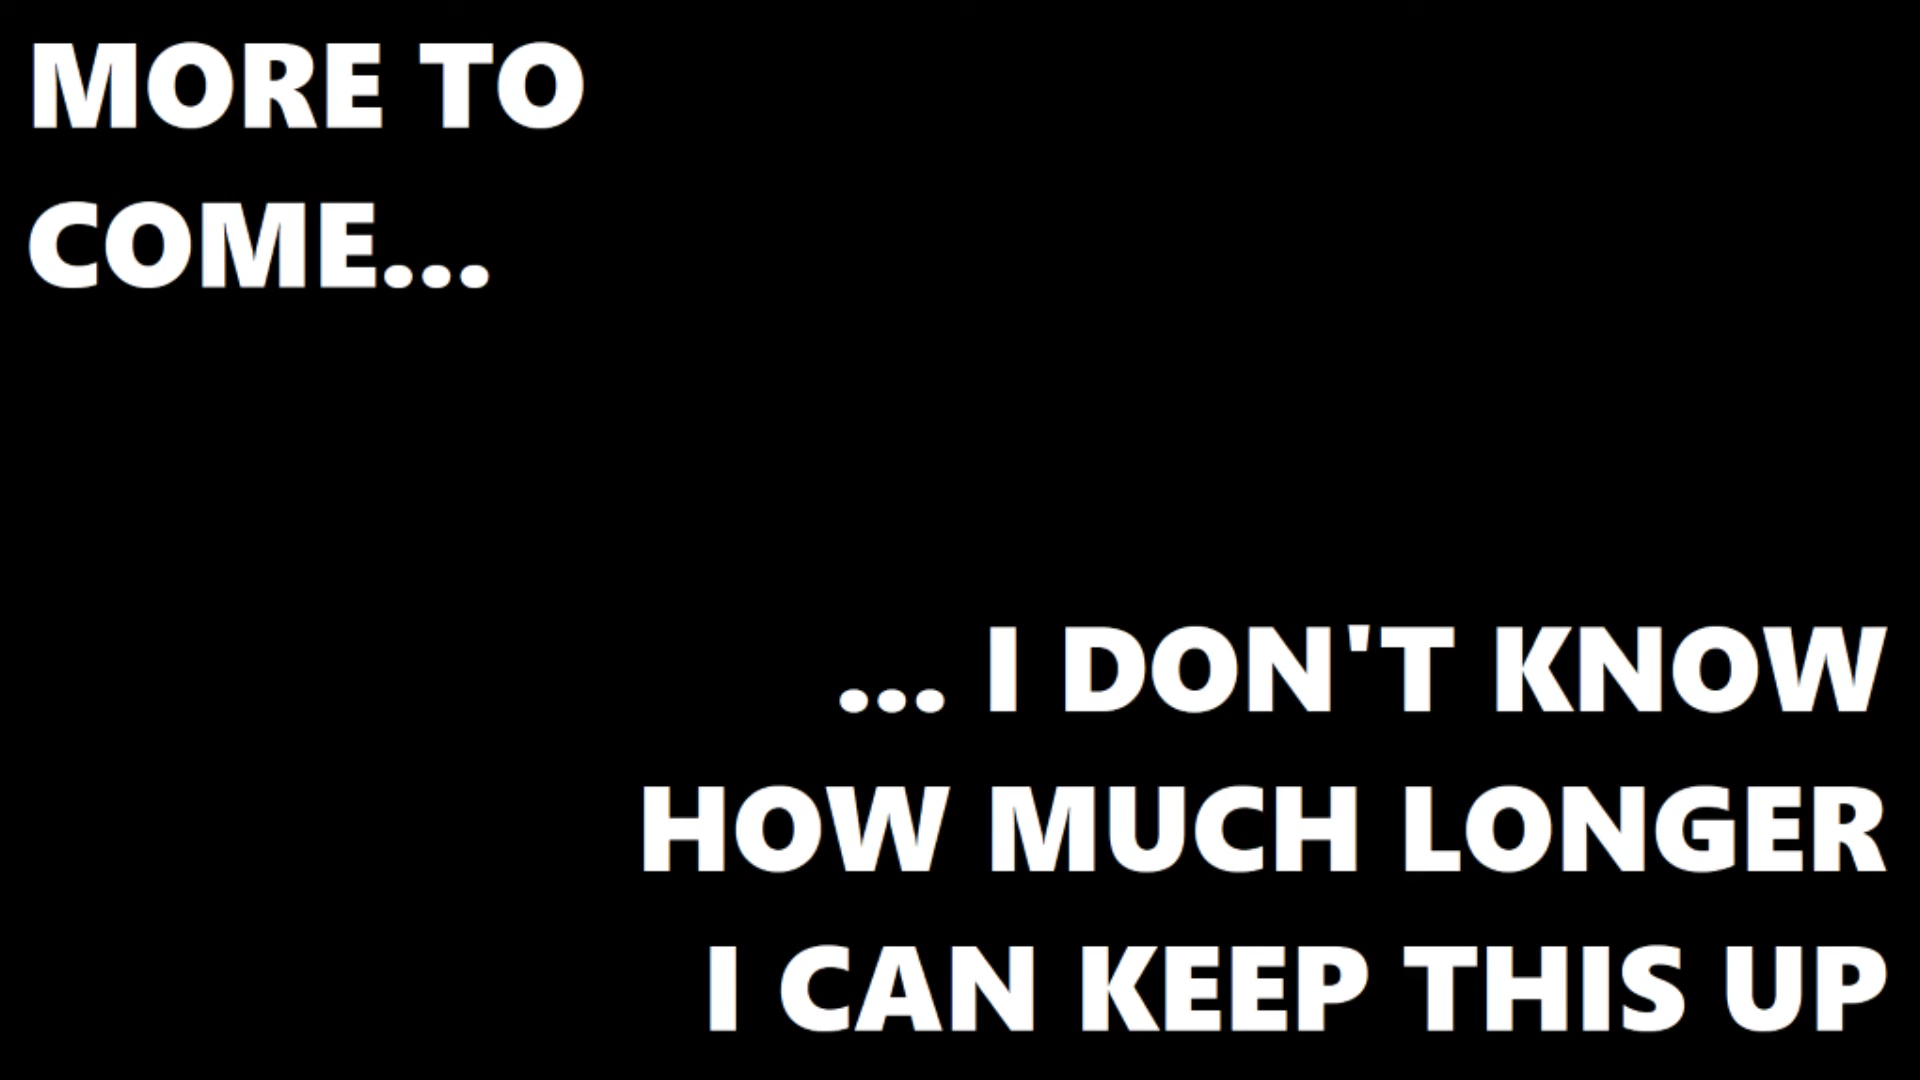 MORE TO
COME...
... I DON'T KNOW
HOW MUCH LONGER
I CAN KEEP THIS UP